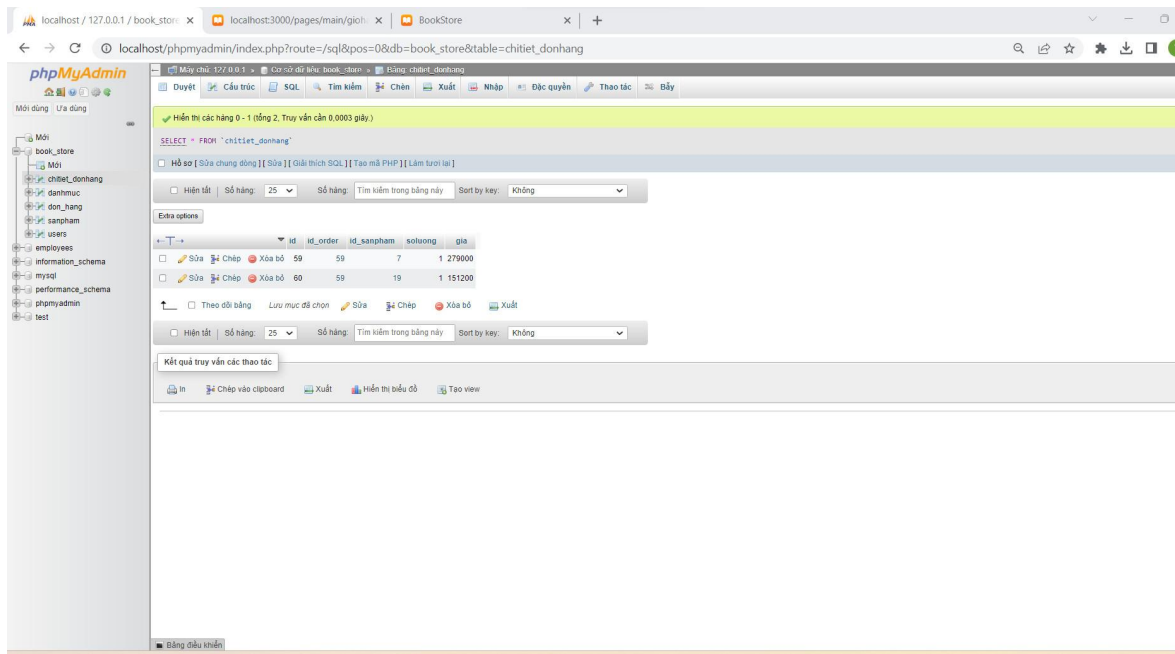 localhost / 127.0.0.1 / book_store
localhost:3000/pages/main/gioh
BookStore
localhost/phpmyadmin/index.php?route=/sql&pos=0&db=book_store&table=chitiet_donhang
phpMyAdmin
Mới dùng Ưa dùng
Mới
book_store
Mới
chitiet_donhang
danhmuc
don_hang
sanpham
users
employees
information_schema
mysql
performance_schema
phpmyadmin
test
Máy chủ: 127.0.0.1 » Cơ sở dữ liệu: book_store » Bảng: chitiet_donhang
Duyệt Cấu trúc SQL Tìm kiếm Chèn Xuất Nhập Đặc quyền Thao tác Bẫy
Hiển thị các hàng 0 - 1 (tổng 2, Truy vấn cần 0,0003 giây.)
SELECT * FROM `chitiet_donhang`
Hồ sơ [ Sửa chung dòng ] [ Sửa ] [ Giải thích SQL ] [ Tạo mã PHP ] [ Làm tươi lại ]
Hiện tất | Số hàng: 25 Số hàng: Tìm kiếm trong bảng này Sort by key: Không
Extra options
←T→ id id_order id_sanpham soluong gia
Sửa Chép Xóa bỏ 59 59 7 1 279000
Sửa Chép Xóa bỏ 60 59 19 1 151200
Theo dõi bảng Lưu mục đã chọn Sửa Chép Xóa bỏ Xuất
Hiện tất | Số hàng: 25 Số hàng: Tìm kiếm trong bảng này Sort by key: Không
Kết quả truy vấn các thao tác
In Chép vào clipboard Xuất Hiển thị biểu đồ Tạo view
Bảng điều khiển